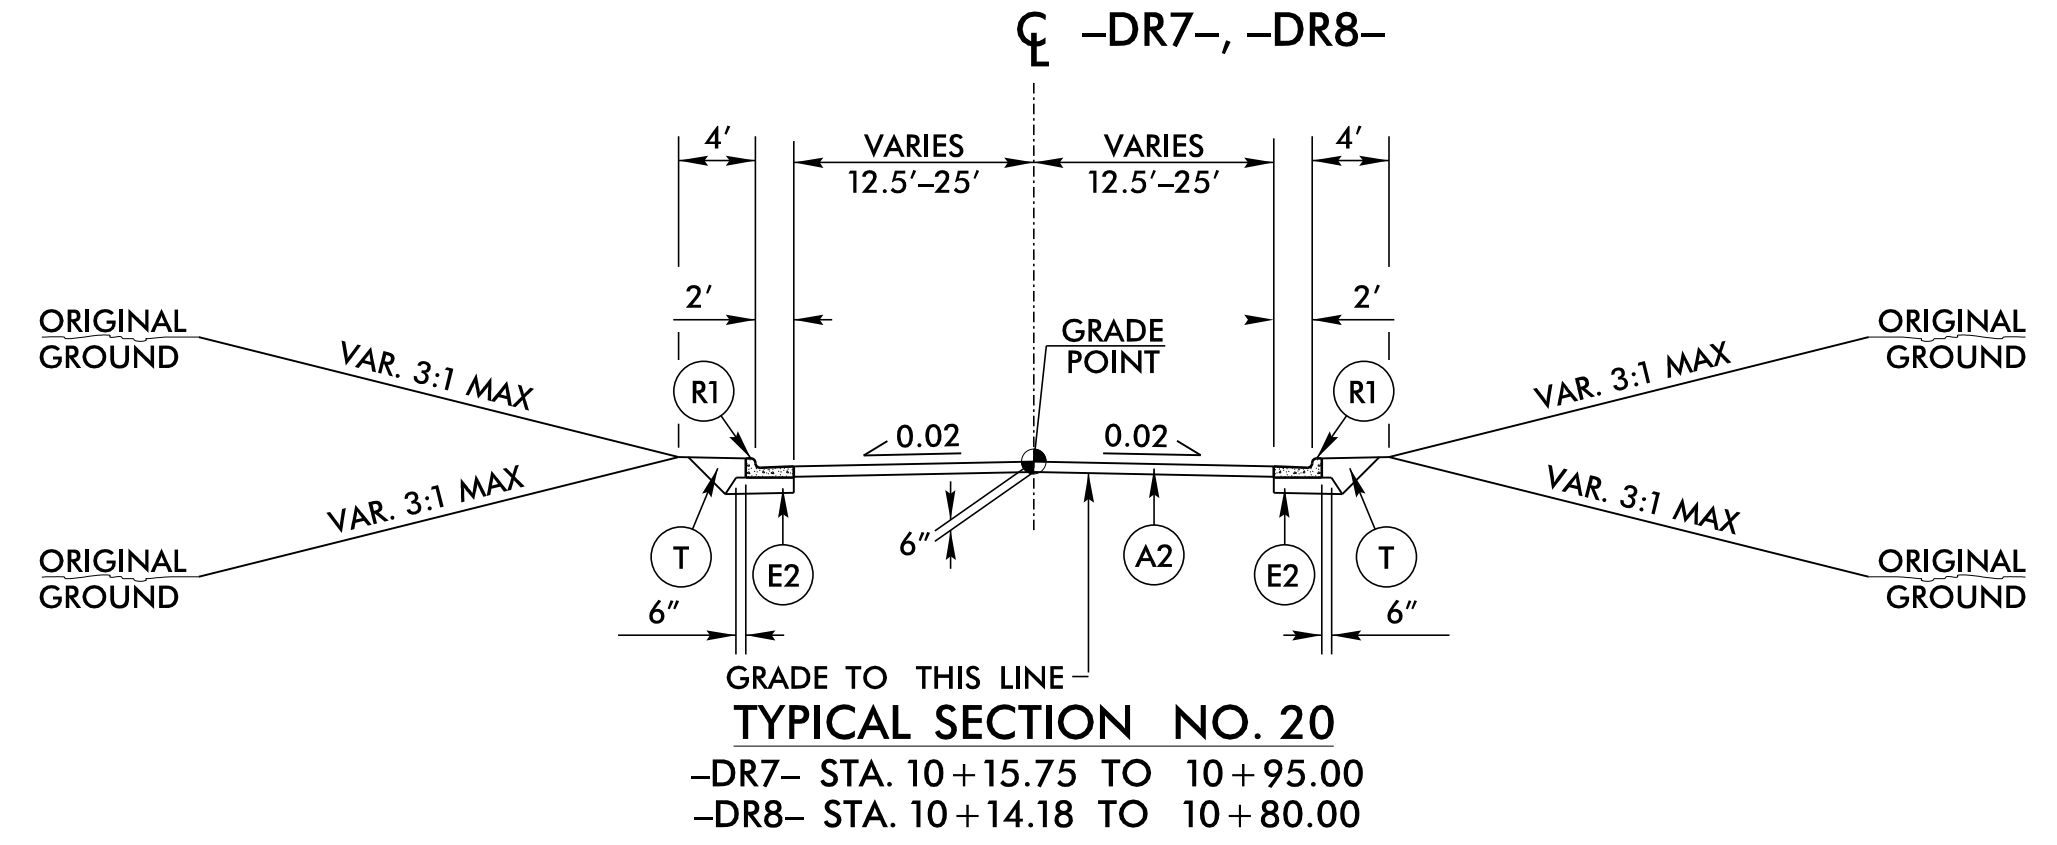 ℄ –DR7–, –DR8–
4' VARIES VARIES 4'
12.5'–25' 12.5'–25'
2' 2'
ORIGINAL GROUND ORIGINAL GROUND
GRADE POINT
VAR. 3:1 MAX VAR. 3:1 MAX
R1 R1
0.02 0.02
VAR. 3:1 MAX VAR. 3:1 MAX
6" A2
T E2 E2 T
ORIGINAL GROUND ORIGINAL GROUND
6" 6"
GRADE TO THIS LINE
TYPICAL SECTION NO. 20
–DR7– STA. 10+15.75 TO 10+95.00
–DR8– STA. 10+14.18 TO 10+80.00